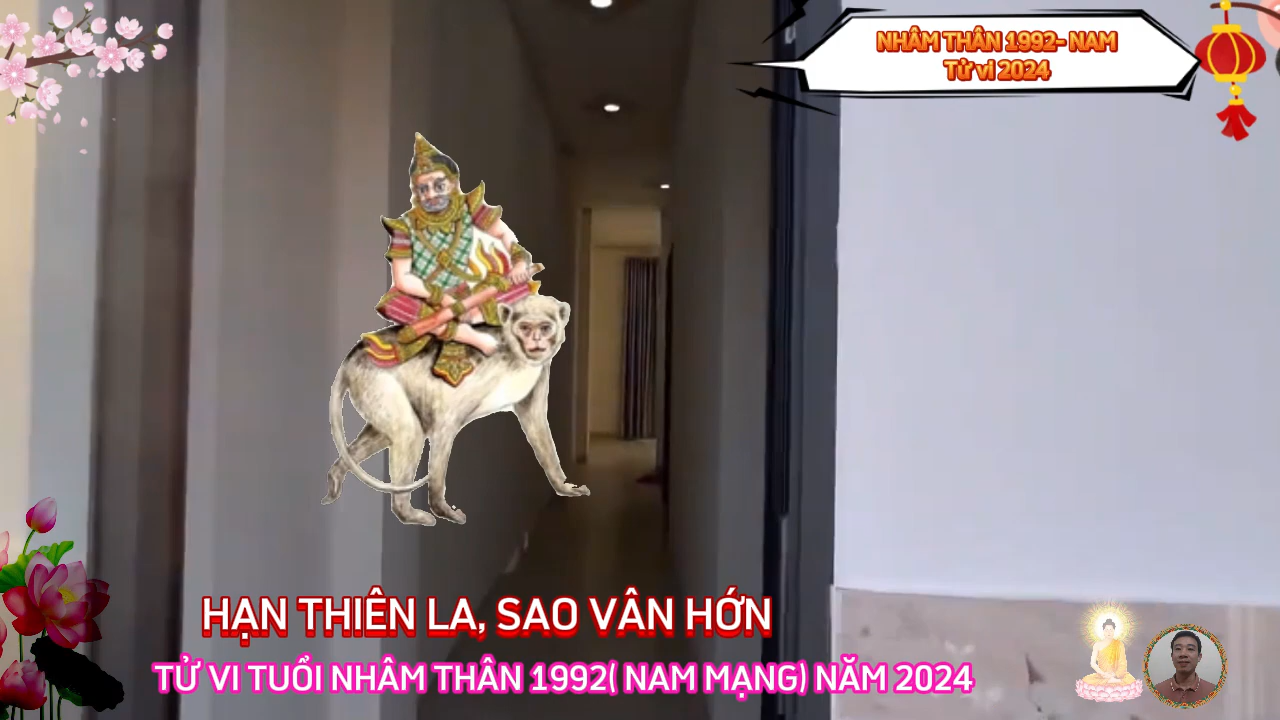 NHÂM THÂN 1992- NAM
Tử vi 2024
HẠN THIÊN LA, SAO VÂN HỚN
TỬ VI TUỔI NHÂM THÂN 1992( NAM MẠNG) NĂM 2024